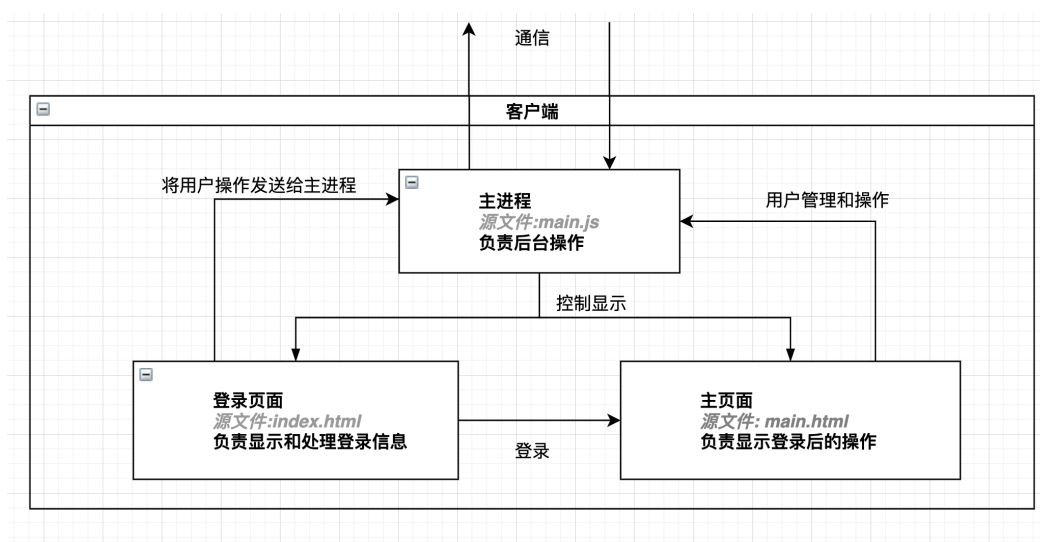 通信
客户端
将用户操作发送给主进程
主进程
源文件:main.js
负责后台操作
用户管理和操作
控制显示
登录页面
源文件:index.html
负责显示和处理登录信息
登录
主页面
源文件: main.html
负责显示登录后的操作